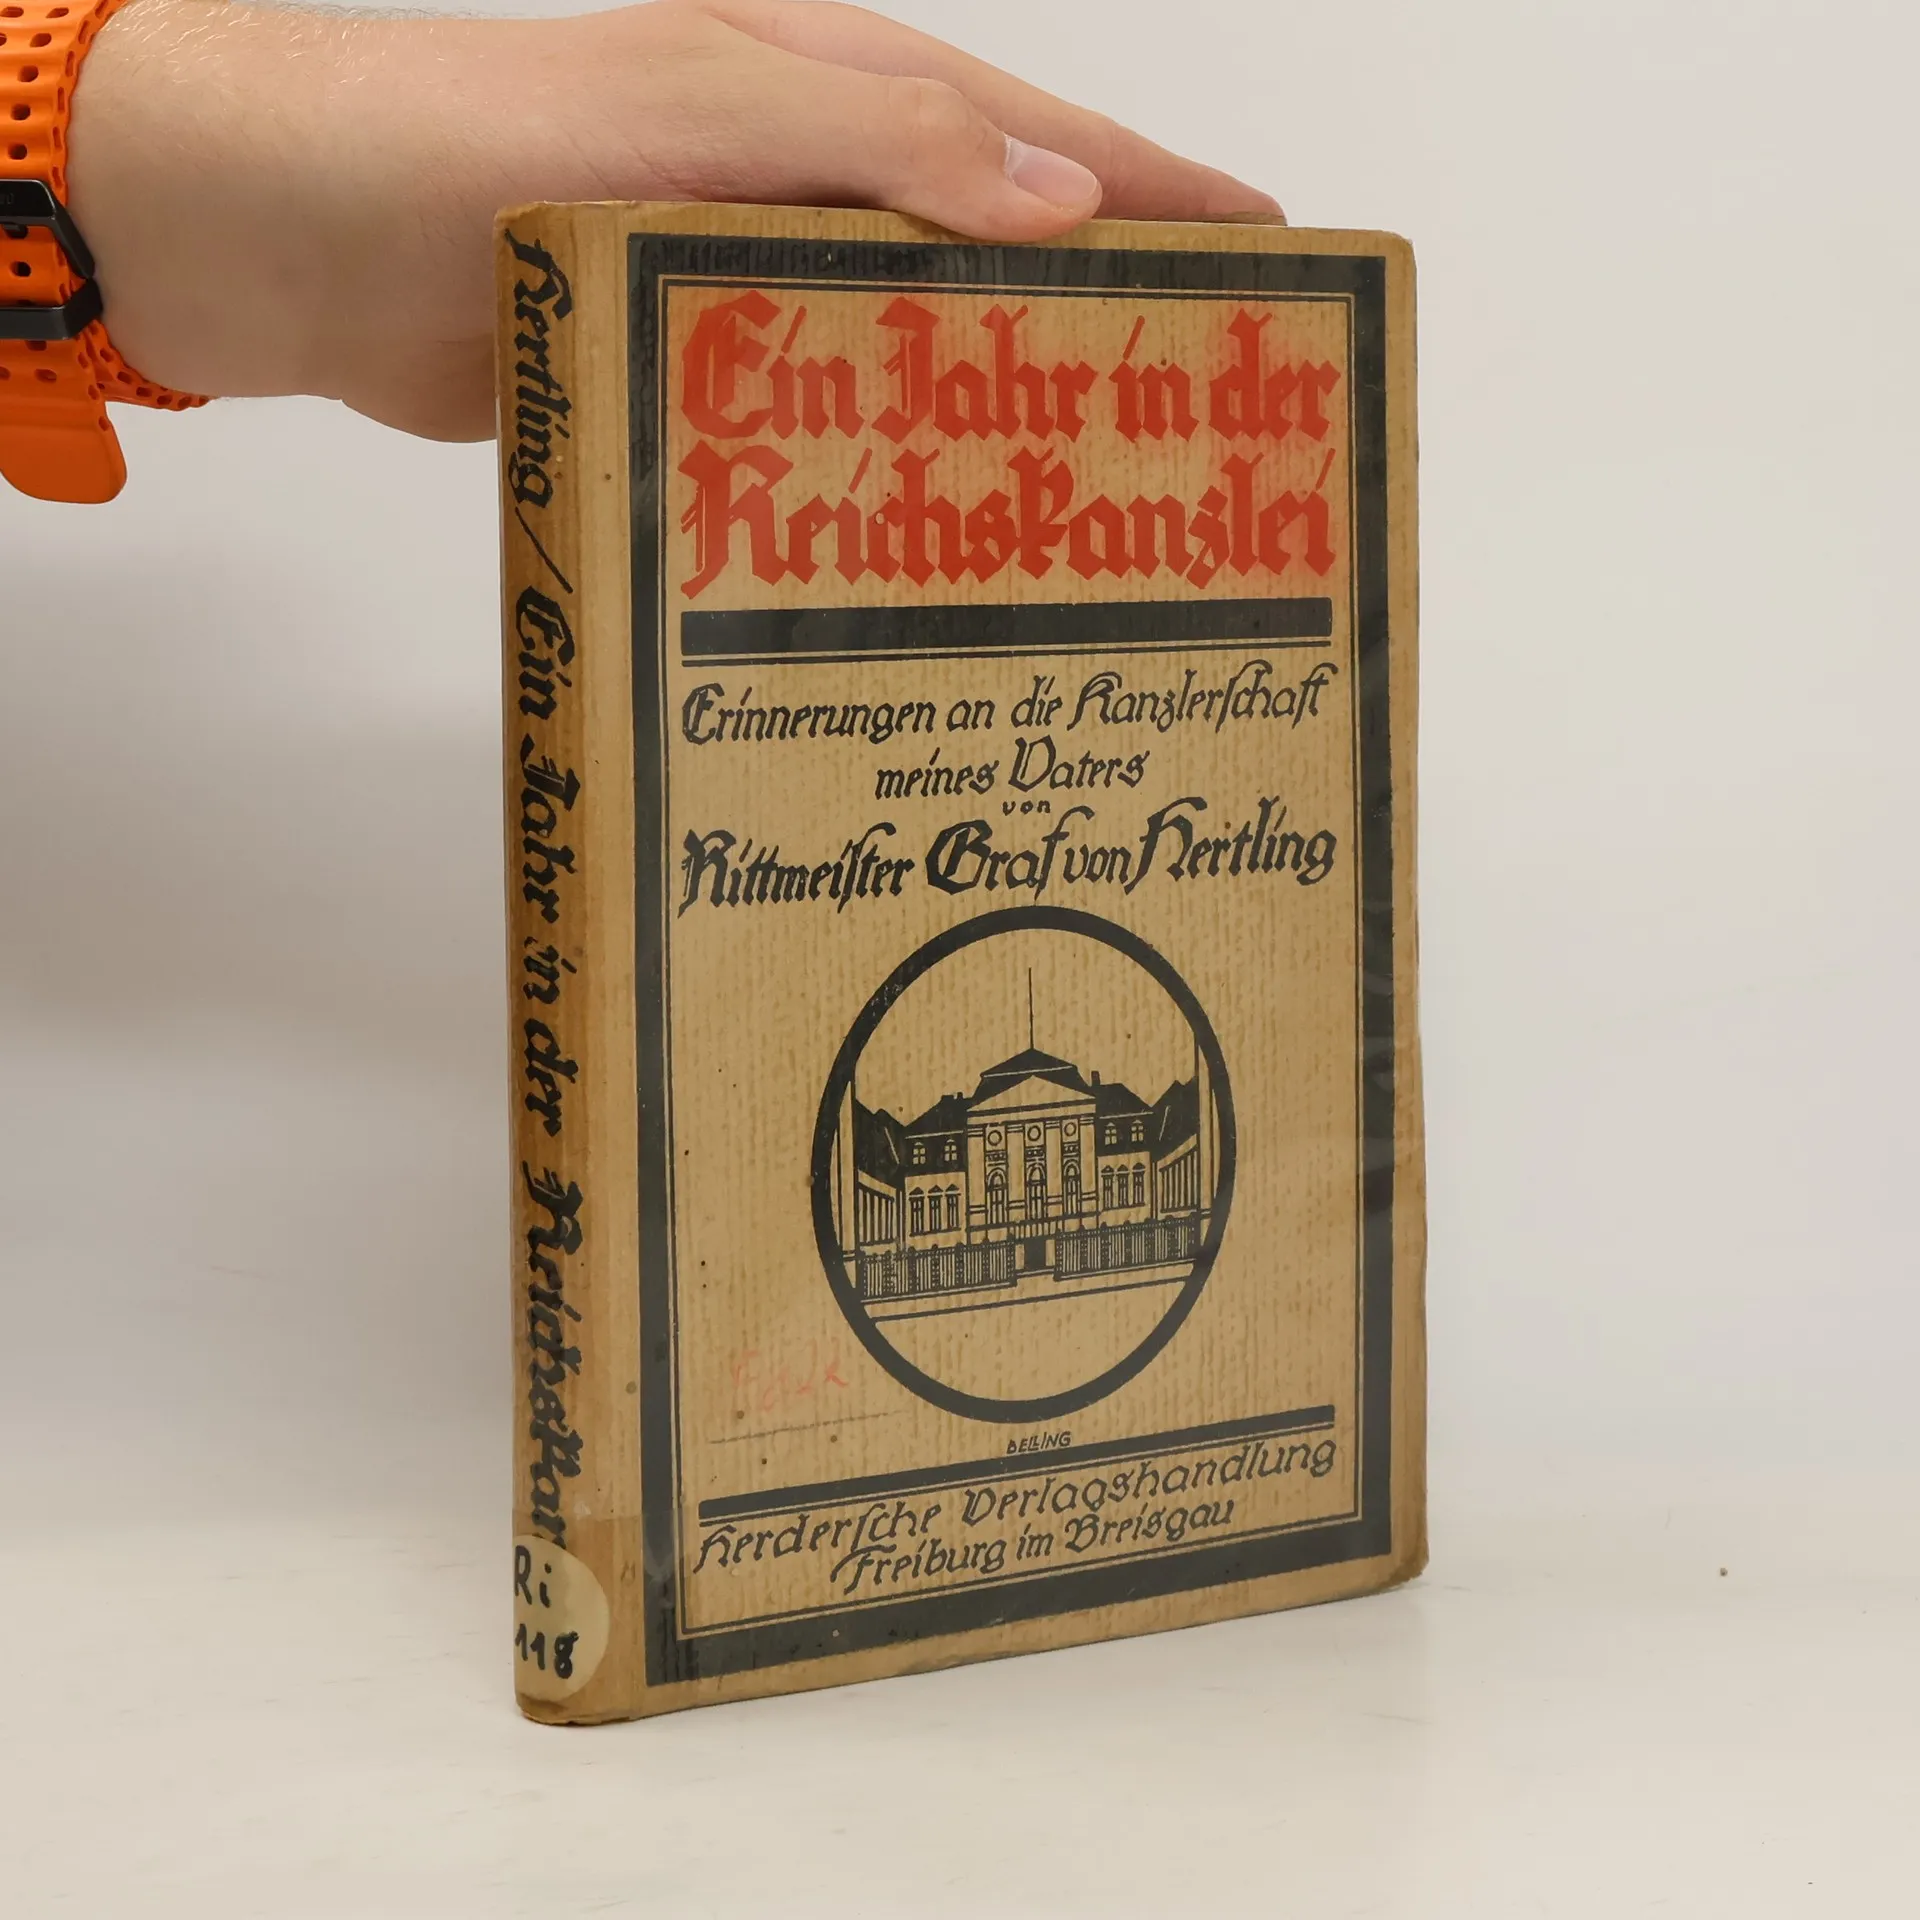 Ein Jahr in der
Reichskanzlei
Erinnerungen an die Kanzlerſchaft
meines Vaters
von
Rittmeiſter Graf von Hertling
BELLING
Herderſche Verlagshandlung
Freiburg im Breisgau
Hertling / Ein Jahr in der Reichskan
Ri
118